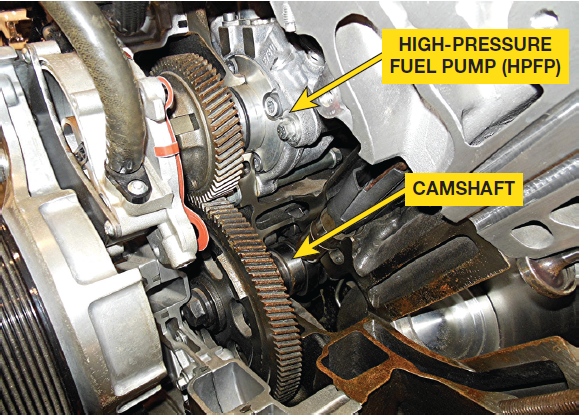 HIGH-PRESSURE
FUEL PUMP (HPFP)
CAMSHAFT